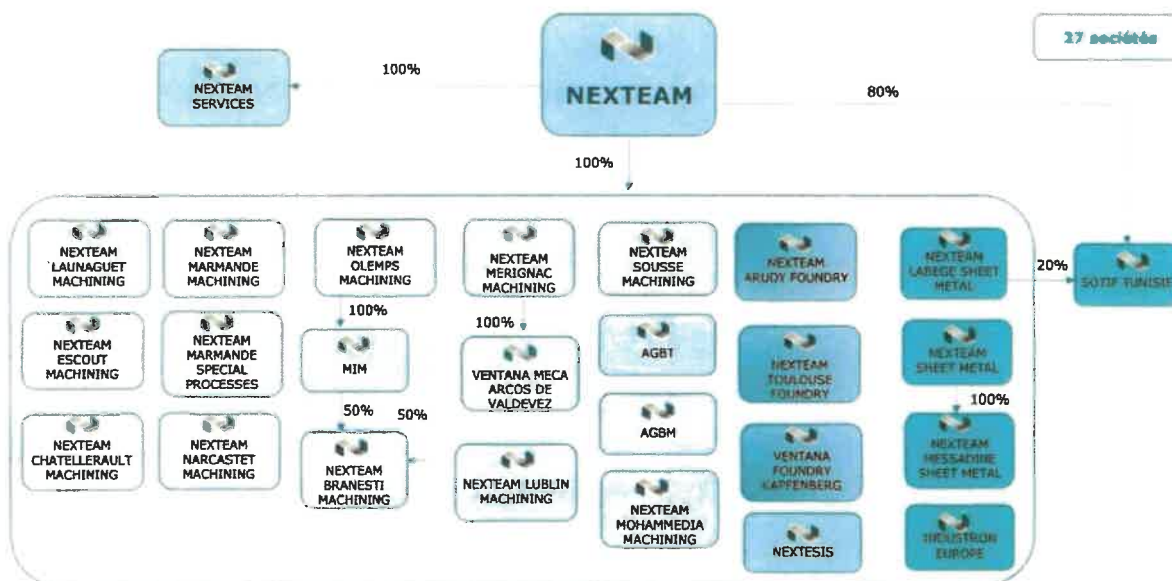 27 sociétés
NEXTEAM
SERVICES
100%
NEXTEAM
80%
100%
NEXTEAM
LAUNAGUET
MACHINING
NEXTEAM
MARMANDE
MACHINING
NEXTEAM
OLEMPS
MACHINING
NEXTEAM
MERIGNAC
MACHINING
NEXTEAM
SOUSSE
MACHINING
NEXTEAM
ARUDY FOUNDRY
NEXTEAM
LABEGE SHEET
METAL
20%
SOTIF TUNISIE
100%
NEXTEAM
ESCOUT
MACHINING
NEXTEAM
MARMANDE
SPECIAL
PROCESSES
MIM
100%
VENTANA MECA
ARCOS DE
VALDEVEZ
AGBT
NEXTEAM
TOULOUSE
FOUNDRY
NEXTEAM
SHEET METAL
100%
50%
50%
NEXTEAM
CHATELLERAULT
MACHINING
NEXTEAM
NARCASTET
MACHINING
NEXTEAM
BRANESTI
MACHINING
NEXTEAM LUBLIN
MACHINING
AGBM
VENTANA
FOUNDRY
KAPFENBERG
NEXTEAM
MESSADINE
SHEET METAL
NEXTEAM
MOHAMMEDIA
MACHINING
NEXTESIS
INDUSTRON
EUROPE